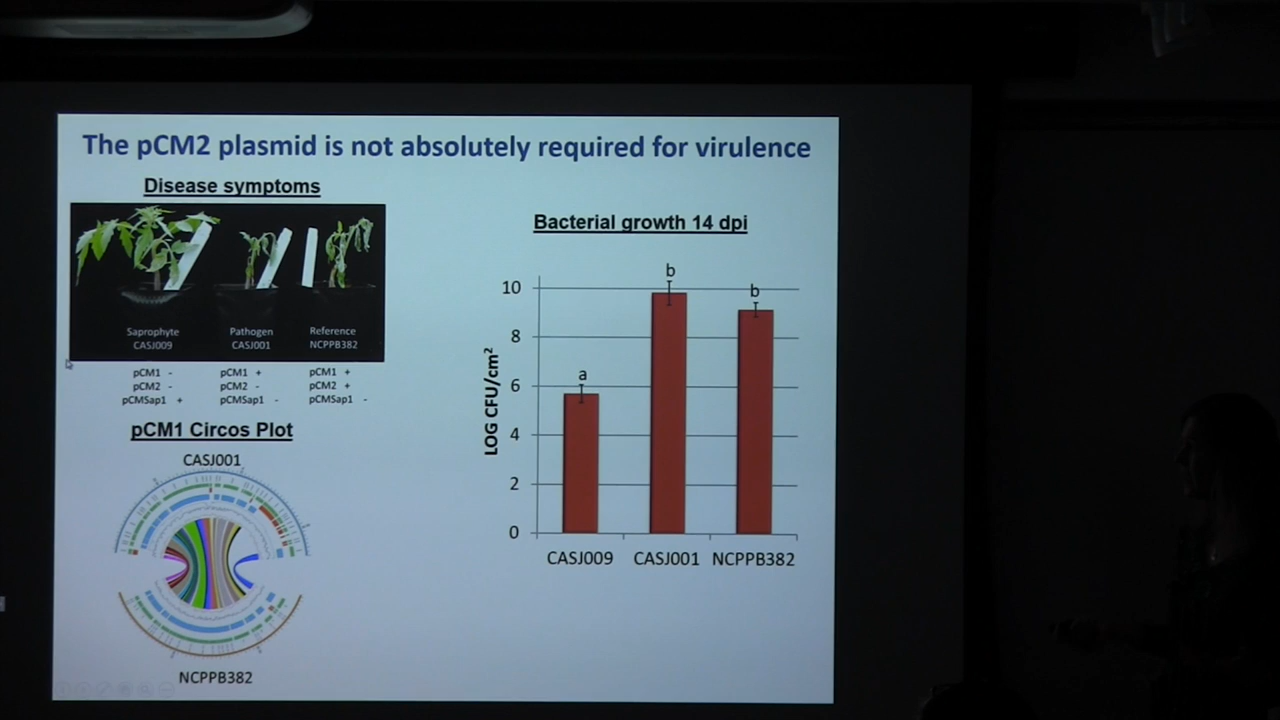 The pCM2 plasmid is not absolutely required for virulence
Disease symptoms
Saprophyte
CASJ009
Pathogen
CASJ001
Reference
NCPPB382
pCM1 -
pCM2 -
pCMSap1 +
pCM1 +
pCM2 -
pCMSap1 -
pCM1 +
pCM2 +
pCMSap1 -
pCM1 Circos Plot
CASJ001
NCPPB382
Bacterial growth 14 dpi
LOG CFU/cm²
10
8
6
4
2
0
a
b
b
CASJ009
CASJ001
NCPPB382